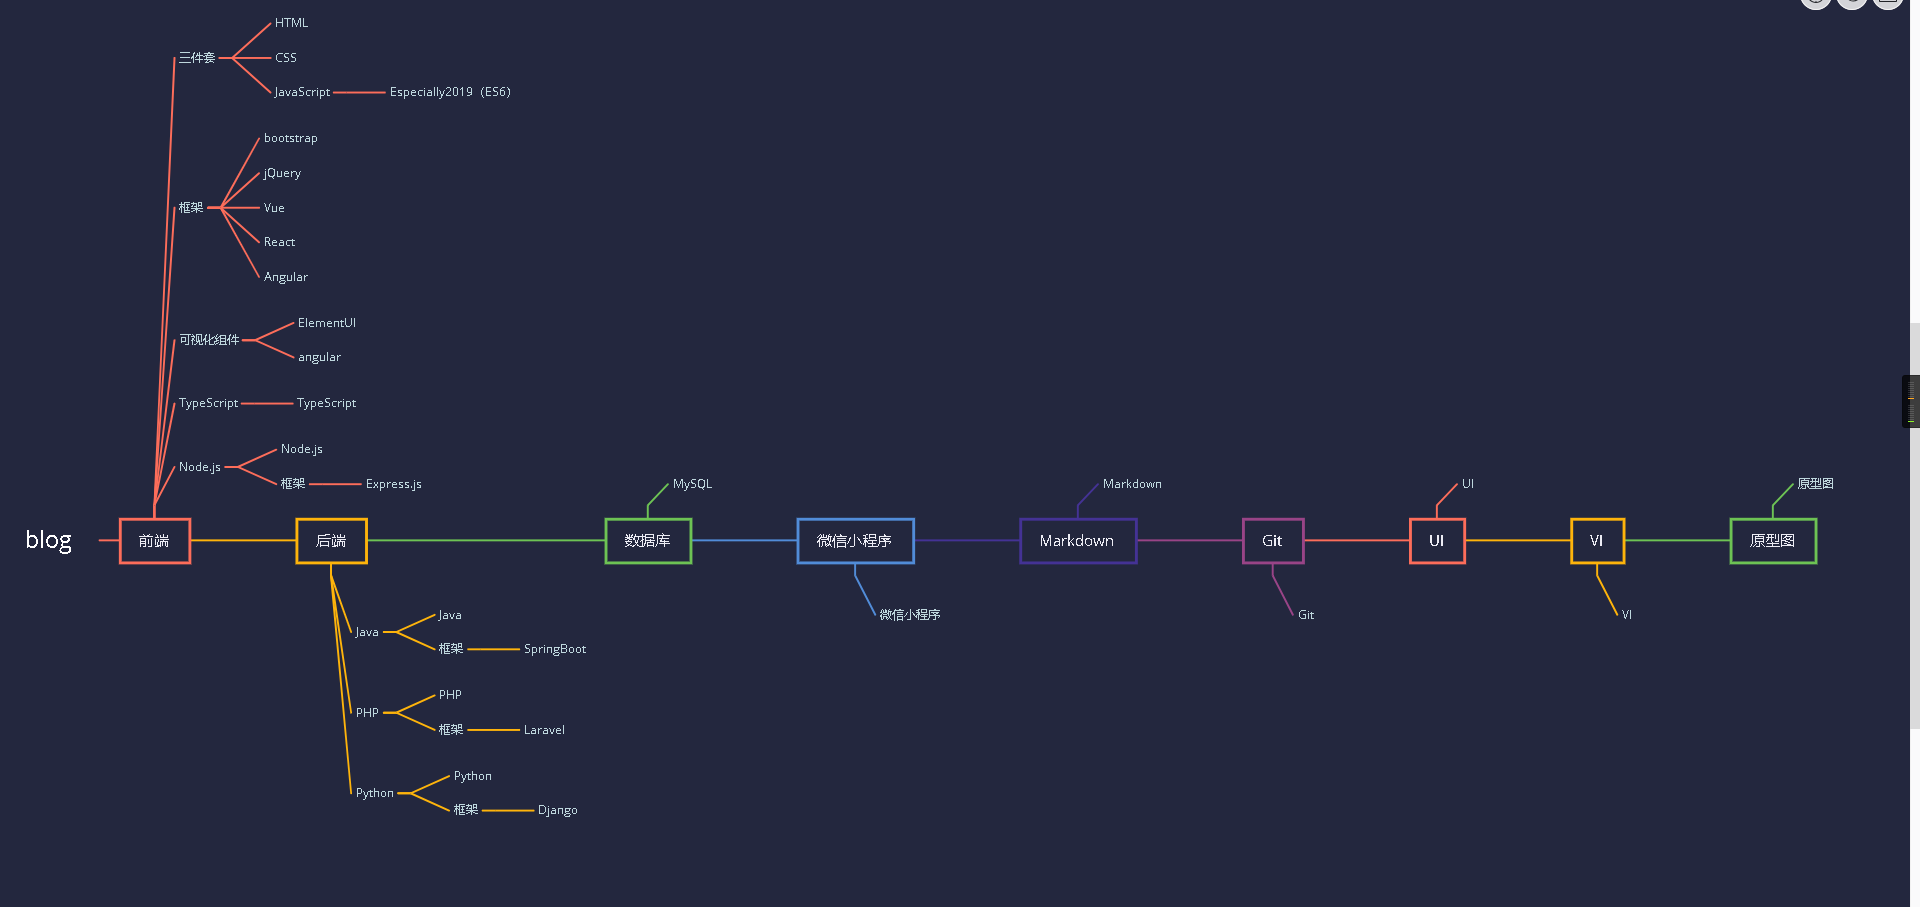 HTML
三件套
CSS
JavaScript
Especially2019（ES6）
bootstrap
jQuery
框架
Vue
React
Angular
ElementUI
可视化组件
angular
TypeScript
TypeScript
Node.js
Node.js
框架
Express.js
MySQL
Markdown
UI
原型图
blog
前端
后端
数据库
微信小程序
Markdown
Git
UI
VI
原型图
微信小程序
Git
VI
Java
Java
框架
SpringBoot
PHP
PHP
框架
Laravel
Python
Python
框架
Django